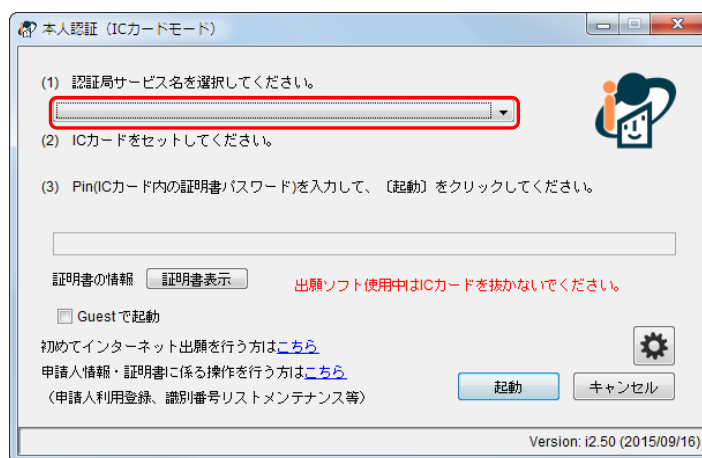 本人認証（ICカードモード）
(1) 認証局サービス名を選択してください。
(2) ICカードをセットしてください。
(3) Pin(ICカード内の証明書パスワード)を入力して、〔起動〕をクリックしてください。
証明書の情報 証明書表示 出願ソフト使用中はICカードを抜かないでください。
Guestで起動
初めてインターネット出願を行う方はこちら
申請人情報・証明書に係る操作を行う方はこちら
（申請人利用登録、識別番号リストメンテナンス等）
起動 キャンセル
Version: i2.50 (2015/09/16)